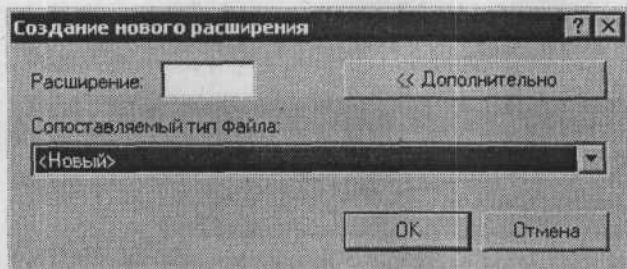 Создание нового расширения
Расширение:
<< Дополнительно
Сопоставляемый тип файла:
<Новый>
OK
Отмена